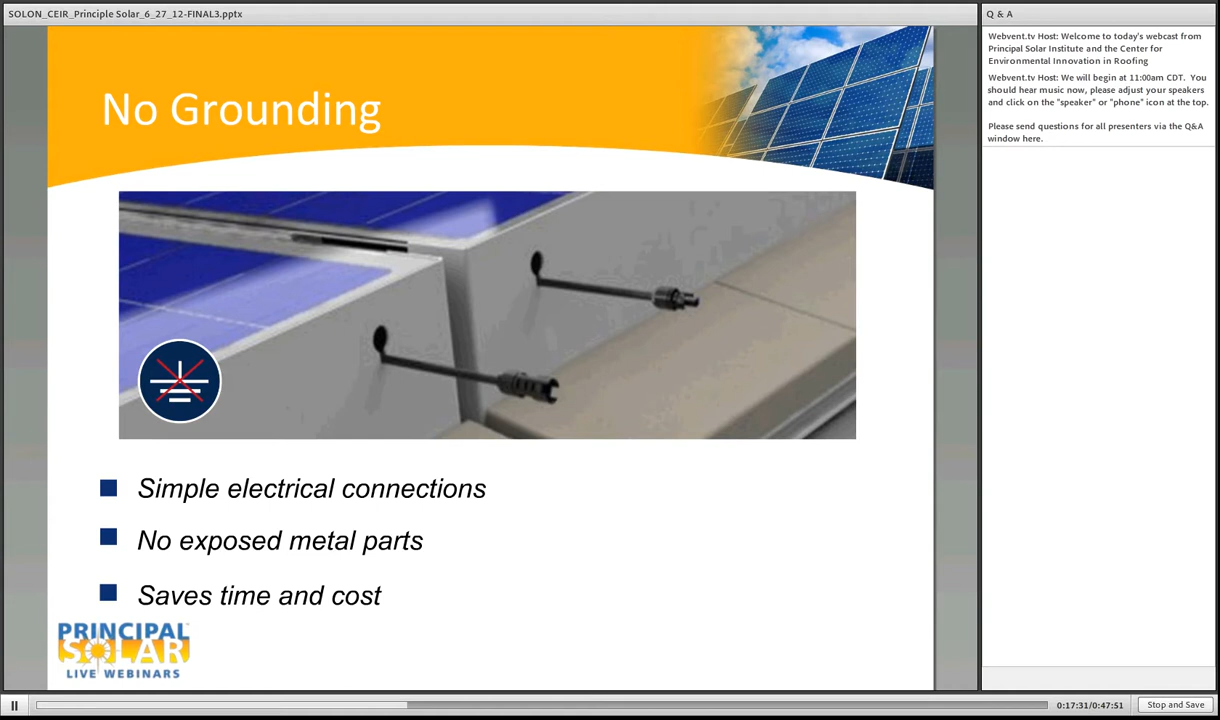 SOLON_CEIR_Principle Solar_6_27_12-FINAL3.pptx
No Grounding
Simple electrical connections
No exposed metal parts
Saves time and cost
PRINCIPAL
SOLAR
LIVE WEBINARS
Q & A
Webvent.tv Host: Welcome to today's webcast from
Principal Solar Institute and the Center for
Environmental Innovation in Roofing
Webvent.tv Host: We will begin at 11:00am CDT. You
should hear music now, please adjust your speakers
and click on the "speaker" or "phone" icon at the top.
Please send questions for all presenters via the Q&A
window here.
0:17:31/0:47:51
Stop and Save